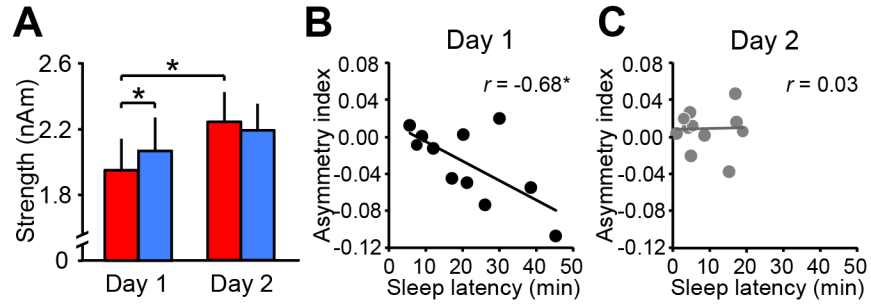 A
2.6
2.2
1.8
0
Strength (nAm)
*
*
Day 1
Day 2
B
Day 1
r = -0.68*
Asymmetry index
0.08
0.04
0.00
-0.04
-0.08
-0.12
0
10
20
30
40
50
Sleep latency (min)
C
Day 2
r = 0.03
Asymmetry index
0.08
0.04
0.00
-0.04
-0.08
-0.12
0
10
20
30
40
50
Sleep latency (min)